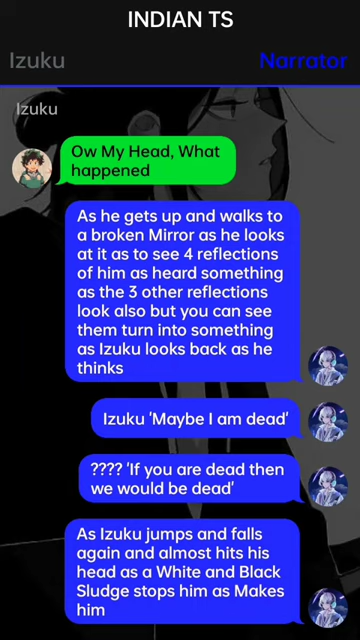 INDIAN TS
Izuku
Narrator
Izuku
Ow My Head, What
happened
As he gets up and walks to
a broken Mirror as he looks
at it as to see 4 reflections
of him as heard something
as the 3 other reflections
look also but you can see
them turn into something
as Izuku looks back as he
thinks
Izuku 'Maybe I am dead'
???? 'If you are dead then
we would be dead'
As Izuku jumps and falls
again and almost hits his
head as a White and Black
Sludge stops him as Makes
him